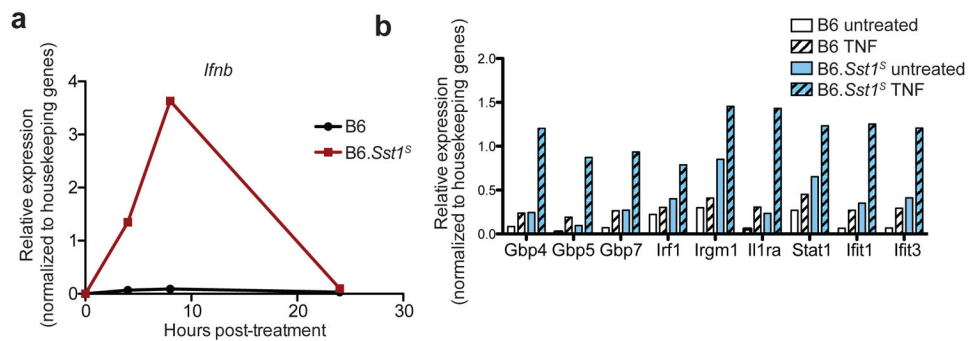 a
Ifnb
Relative expression
(normalized to housekeeping genes)
4
3
2
1
0
0
10
20
30
Hours post-treatment
B6
B6.Sst1ˢ
b
B6 untreated
B6 TNF
B6.Sst1ˢ untreated
B6.Sst1ˢ TNF
Relative expression
(normalized to housekeeping genes)
2.0
1.5
1.0
0.5
0.0
Gbp4 Gbp5 Gbp7 Irf1 Irgm1 Il1ra Stat1 Ifit1 Ifit3